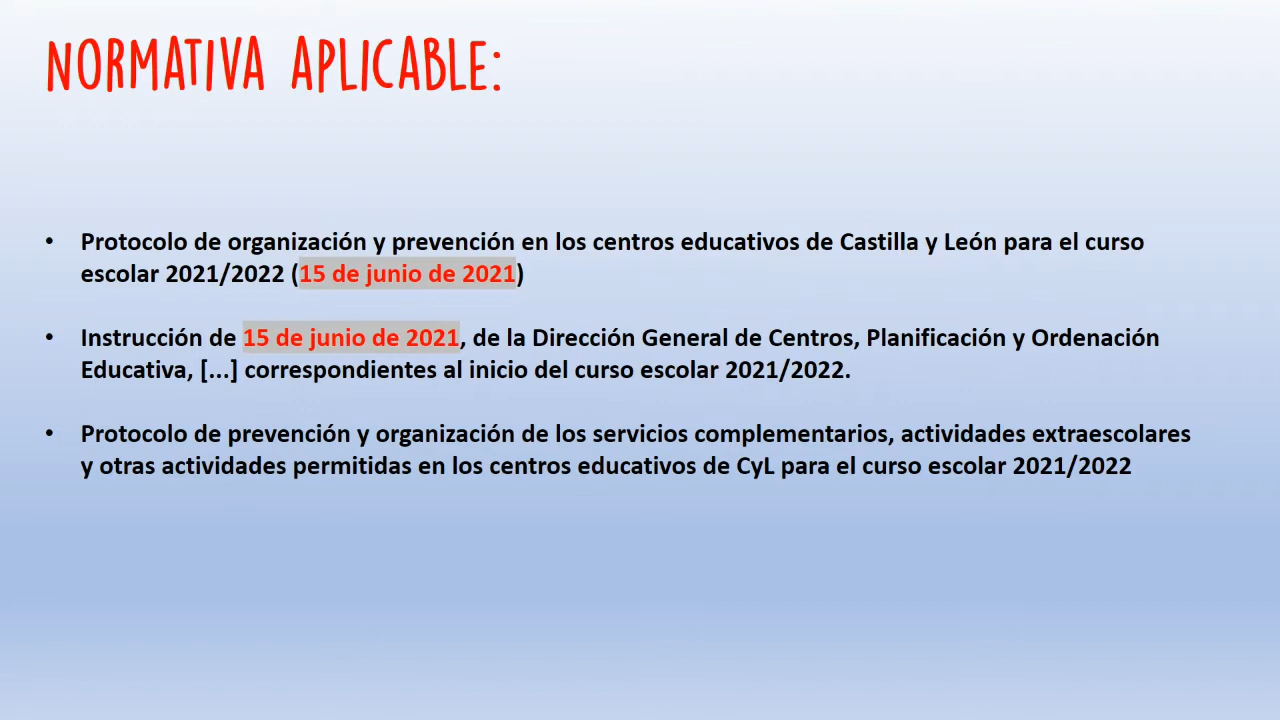 NORMATIVA APLICABLE:
• Protocolo de organización y prevención en los centros educativos de Castilla y León para el curso
escolar 2021/2022 (15 de junio de 2021)
• Instrucción de 15 de junio de 2021, de la Dirección General de Centros, Planificación y Ordenación
Educativa, [...] correspondientes al inicio del curso escolar 2021/2022.
• Protocolo de prevención y organización de los servicios complementarios, actividades extraescolares
y otras actividades permitidas en los centros educativos de CyL para el curso escolar 2021/2022